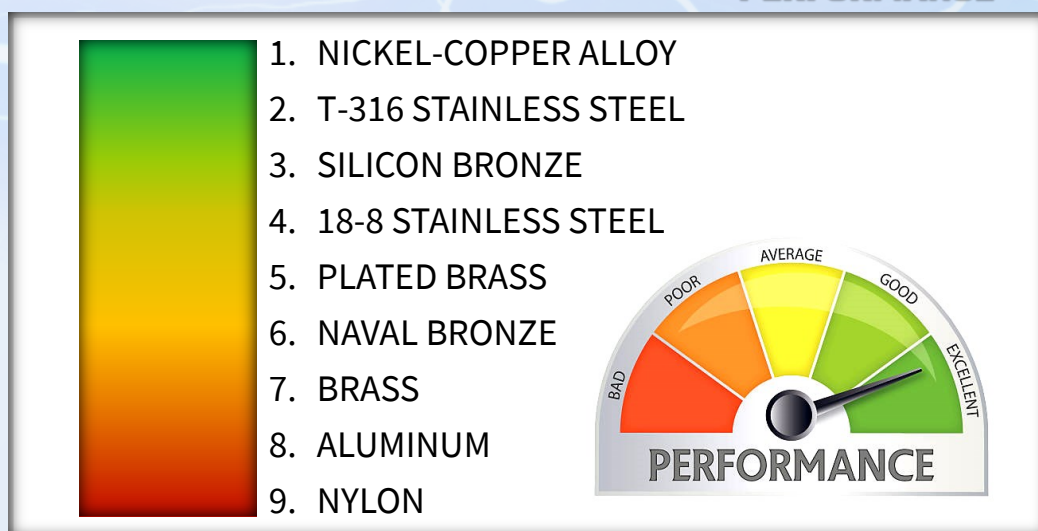 1. NICKEL-COPPER ALLOY
2. T-316 STAINLESS STEEL
3. SILICON BRONZE
4. 18-8 STAINLESS STEEL
5. PLATED BRASS
6. NAVAL BRONZE
7. BRASS
8. ALUMINUM
9. NYLON
BAD
POOR
AVERAGE
GOOD
EXCELLENT
PERFORMANCE